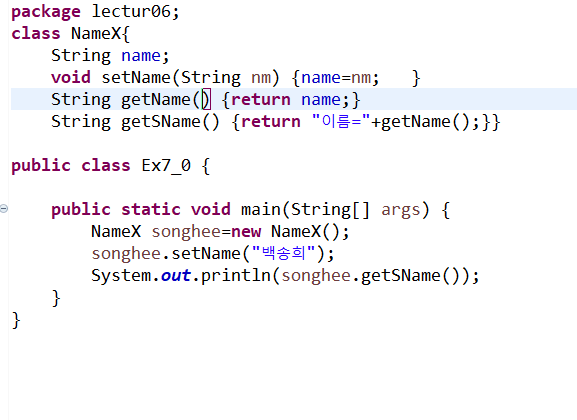 package lectur06;
class NameX{
    String name;
    void setName(String nm) {name=nm;   }
    String getName() {return name;}
    String getSName() {return "이름="+getName();}}

public class Ex7_0 {

    public static void main(String[] args) {
        NameX songhee=new NameX();
        songhee.setName("백송희");
        System.out.println(songhee.getSName());
    }
}